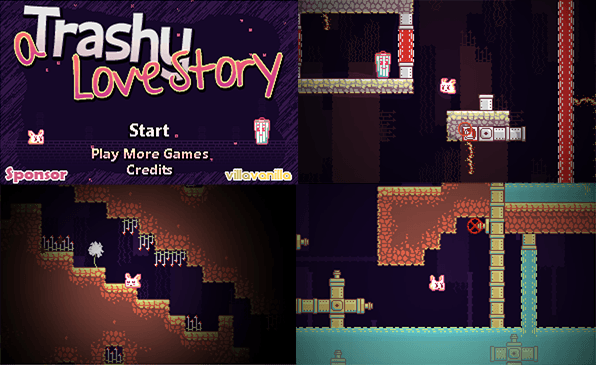 a Trashy
Love Story
Start
Play More Games
Credits
Sponsor
villavanilla